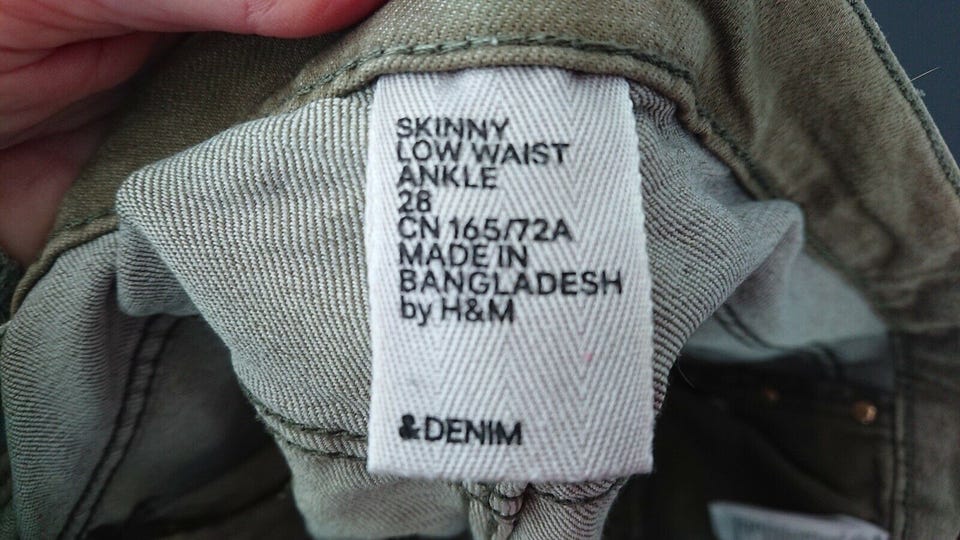 SKINNY
LOW WAIST
ANKLE
28
CN 165/72A
MADE IN
BANGLADESH
by H&M
&DENIM